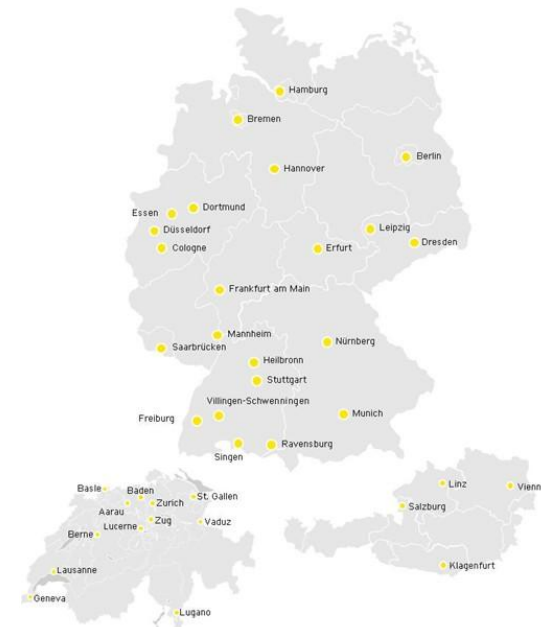 Hamburg
Bremen
Berlin
Hannover
Dortmund
Essen
Düsseldorf
Leipzig
Dresden
Cologne
Erfurt
Frankfurt am Main
Mannheim
Nürnberg
Saarbrücken
Heilbronn
Stuttgart
Villingen-Schwenningen
Munich
Freiburg
Ravensburg
Singen
Basle
Baden
St. Gallen
Zurich
Aarau
Zug
Vaduz
Lucerne
Berne
Lausanne
Geneva
Lugano
Linz
Vienn
Salzburg
Klagenfurt